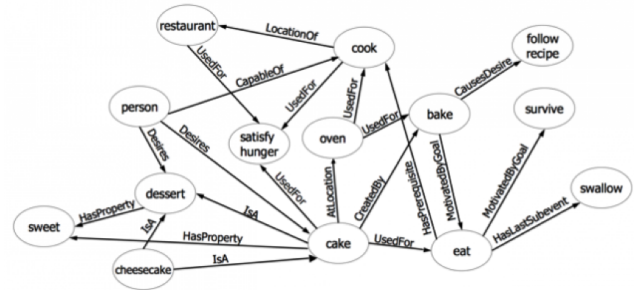 restaurant
LocationOf
cook
follow
recipe
UsedFor
CapableOf
UsedFor
UsedFor
CausesDesire
person
satisfy
hunger
oven
UsedFor
bake
survive
Desires
Desires
UsedFor
AtLocation
CreatedBy
HasPrerequisite
MotivatedByGoal
MotivatedByGoal
dessert
swallow
HasProperty
IsA
sweet
IsA
HasProperty
cake
UsedFor
eat
HasLastSubevent
cheesecake
IsA